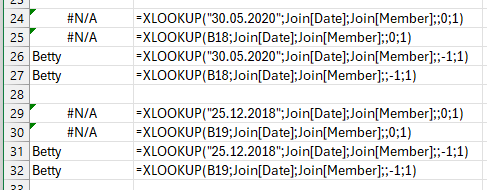 24 #N/A =XLOOKUP("30.05.2020";Join[Date];Join[Member];;0;1)
25 #N/A =XLOOKUP(B18;Join[Date];Join[Member];;0;1)
26 Betty =XLOOKUP("30.05.2020";Join[Date];Join[Member];;-1;1)
27 Betty =XLOOKUP(B18;Join[Date];Join[Member];;-1;1)
28
29 #N/A =XLOOKUP("25.12.2018";Join[Date];Join[Member];;0;1)
30 #N/A =XLOOKUP(B19;Join[Date];Join[Member];;0;1)
31 Betty =XLOOKUP("25.12.2018";Join[Date];Join[Member];;-1;1)
32 Betty =XLOOKUP(B19;Join[Date];Join[Member];;-1;1)